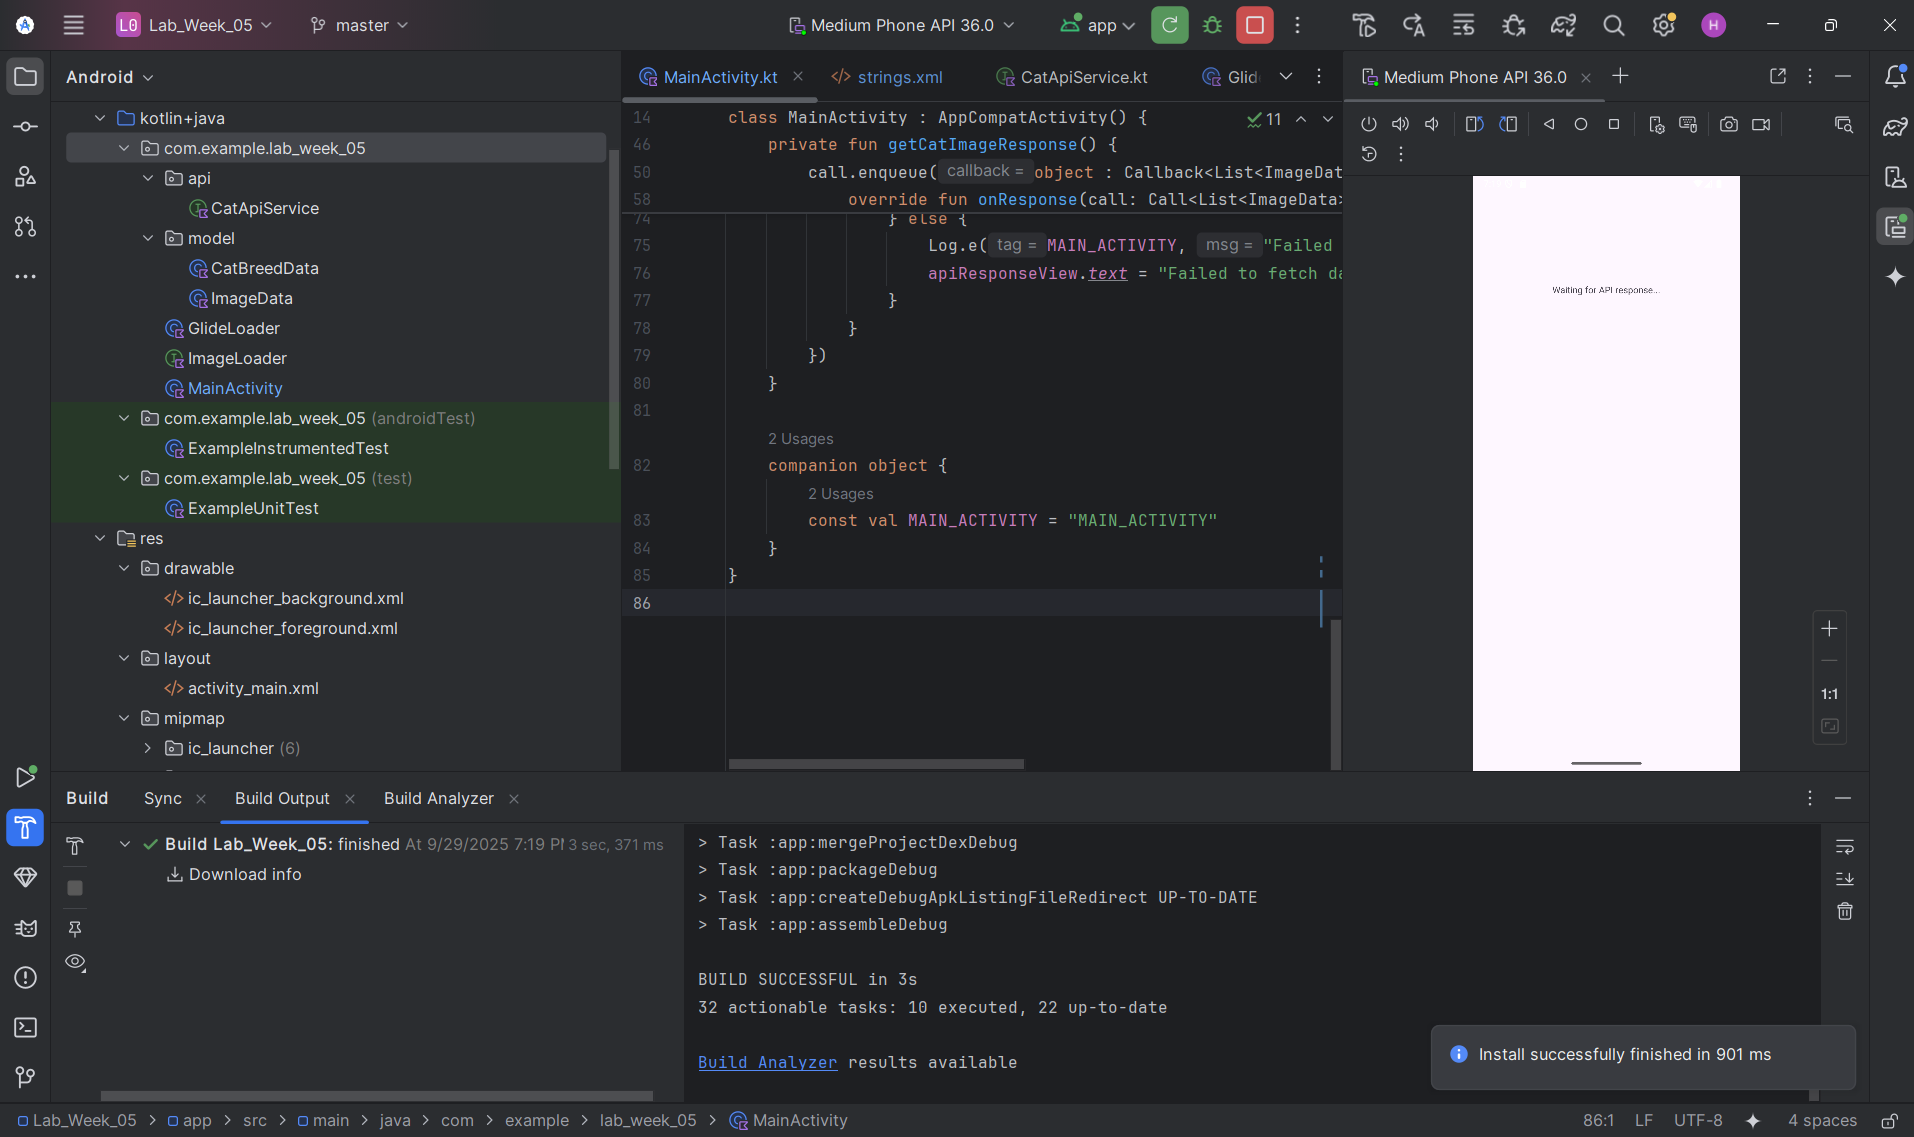 L0 Lab_Week_05
master
Medium Phone API 36.0
app
H
Android
kotlin+java
com.example.lab_week_05
api
CatApiService
model
CatBreedData
ImageData
GlideLoader
ImageLoader
MainActivity
com.example.lab_week_05 (androidTest)
ExampleInstrumentedTest
com.example.lab_week_05 (test)
ExampleUnitTest
res
drawable
ic_launcher_background.xml
ic_launcher_foreground.xml
layout
activity_main.xml
mipmap
ic_launcher (6)
MainActivity.kt
strings.xml
CatApiService.kt
Glid
11
14 class MainActivity : AppCompatActivity() {
46 private fun getCatImageResponse() {
50 call.enqueue( callback = object : Callback<List<ImageDat
58 override fun onResponse(call: Call<List<ImageData>
74 } else {
75 Log.e( tag = MAIN_ACTIVITY, msg = "Failed
76 apiResponseView.text = "Failed to fetch da
77 }
78 }
79 })
80 }
81
2 Usages
82 companion object {
2 Usages
83 const val MAIN_ACTIVITY = "MAIN_ACTIVITY"
84 }
85 }
86
Medium Phone API 36.0
Waiting for API response...
1:1
Build
Sync
Build Output
Build Analyzer
Build Lab_Week_05: finished At 9/29/2025 7:19 PM 3 sec, 371 ms
Download info
> Task :app:mergeProjectDexDebug
> Task :app:packageDebug
> Task :app:createDebugApkListingFileRedirect UP-TO-DATE
> Task :app:assembleDebug
BUILD SUCCESSFUL in 3s
32 actionable tasks: 10 executed, 22 up-to-date
Build Analyzer results available
Install successfully finished in 901 ms
Lab_Week_05 > app > src > main > java > com > example > lab_week_05 > MainActivity
86:1
LF
UTF-8
4 spaces